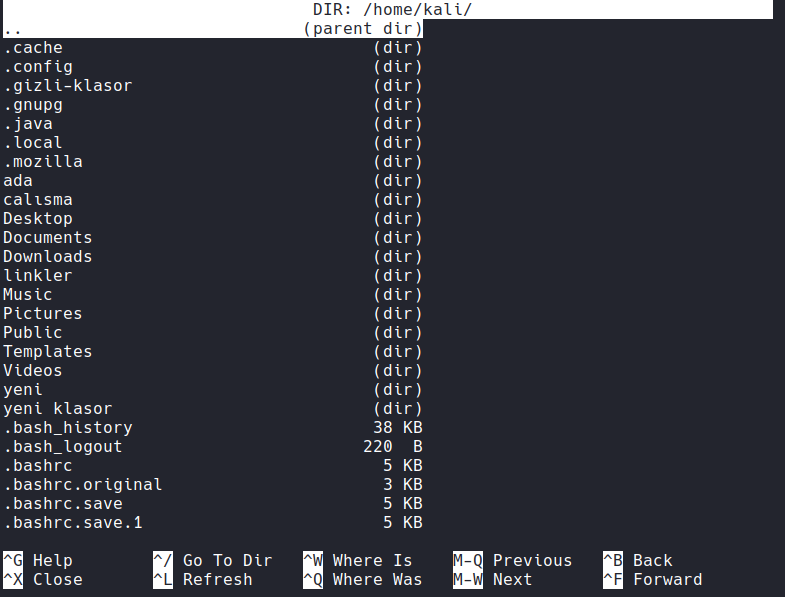 DIR: /home/kali/
.. (parent dir)
.cache (dir)
.config (dir)
.gizli-klasor (dir)
.gnupg (dir)
.java (dir)
.local (dir)
.mozilla (dir)
ada (dir)
calısma (dir)
Desktop (dir)
Documents (dir)
Downloads (dir)
linkler (dir)
Music (dir)
Pictures (dir)
Public (dir)
Templates (dir)
Videos (dir)
yeni (dir)
yeni klasor (dir)
.bash_history 38 KB
.bash_logout 220 B
.bashrc 5 KB
.bashrc.original 3 KB
.bashrc.save 5 KB
.bashrc.save.1 5 KB
^G Help ^/ Go To Dir ^W Where Is M-Q Previous ^B Back
^X Close ^L Refresh ^Q Where Was M-W Next ^F Forward